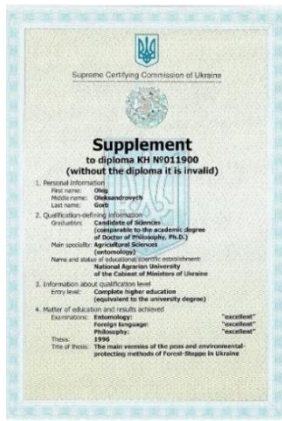 Supreme Certifying Commission of Ukraine
Supplement
to diploma KH №011900
(without the diploma it is invalid)
1. Personal information
First name: Oleg
Middle name: Oleksandrovych
Last name: Gorb
2. Qualification-defining information
Graduation: Candidate of Sciences
(comparable to the academic degree
of Doctor of Philosophy, Ph.D.)
Main specialty: Agricultural Sciences
(entomology)
Name and status of educational scientific establishment:
National Agrarian University
of the Cabinet of Ministers of Ukraine
3. Information about qualification level
Entry level: Complete higher education
(equivalent to the university degree)
4. Matter of education and results achieved
Examinations: Entomology: "excellent"
Foreign language: "excellent"
Philosophy: "excellent"
Thesis: 1996
Title of thesis: The main vermies of the peas and environmental-
protecting methods of Forest-Steppe in Ukraine